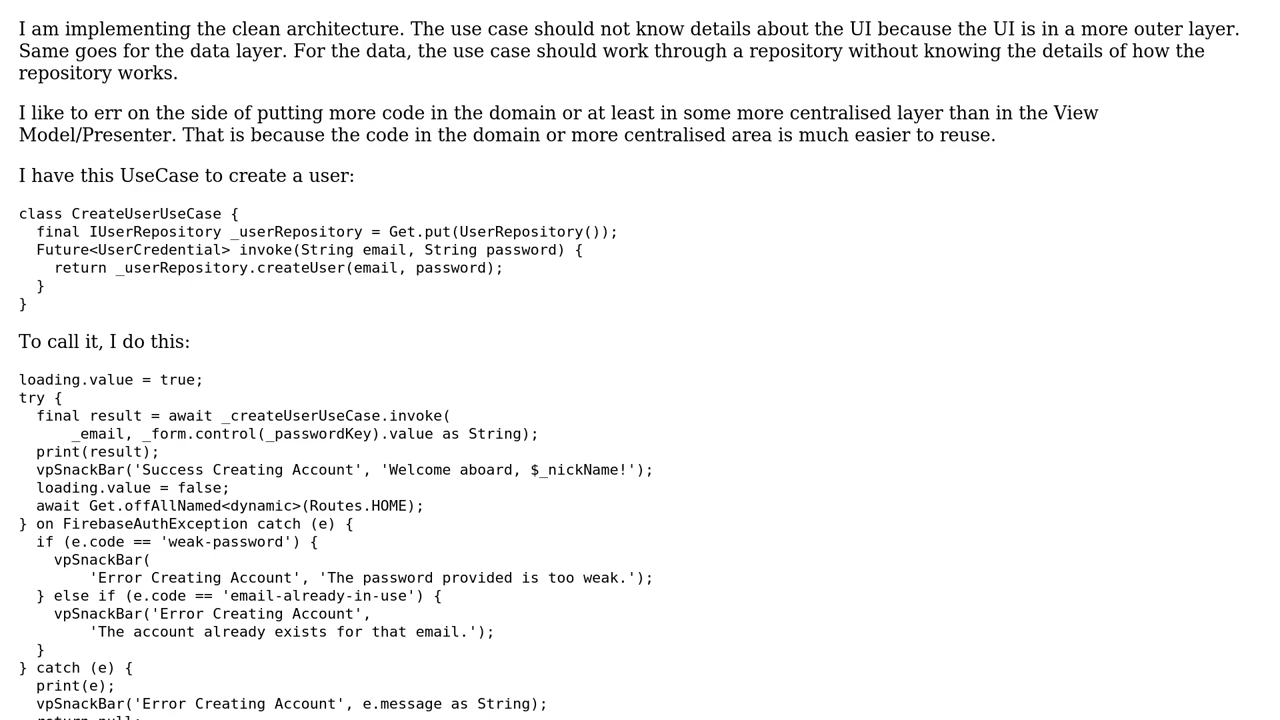 I am implementing the clean architecture. The use case should not know details about the UI because the UI is in a more outer layer.
Same goes for the data layer. For the data, the use case should work through a repository without knowing the details of how the
repository works.
I like to err on the side of putting more code in the domain or at least in some more centralised layer than in the View
Model/Presenter. That is because the code in the domain or more centralised area is much easier to reuse.
I have this UseCase to create a user:
class CreateUserUseCase {
  final IUserRepository _userRepository = Get.put(UserRepository());
  Future<UserCredential> invoke(String email, String password) {
    return _userRepository.createUser(email, password);
  }
}
To call it, I do this:
loading.value = true;
try {
  final result = await _createUserUseCase.invoke(
      _email, _form.control(_passwordKey).value as String);
  print(result);
  vpSnackBar('Success Creating Account', 'Welcome aboard, $_nickName!');
  loading.value = false;
  await Get.offAllNamed<dynamic>(Routes.HOME);
} on FirebaseAuthException catch (e) {
  if (e.code == 'weak-password') {
    vpSnackBar(
        'Error Creating Account', 'The password provided is too weak.');
  } else if (e.code == 'email-already-in-use') {
    vpSnackBar('Error Creating Account',
        'The account already exists for that email.');
  }
} catch (e) {
  print(e);
  vpSnackBar('Error Creating Account', e.message as String);